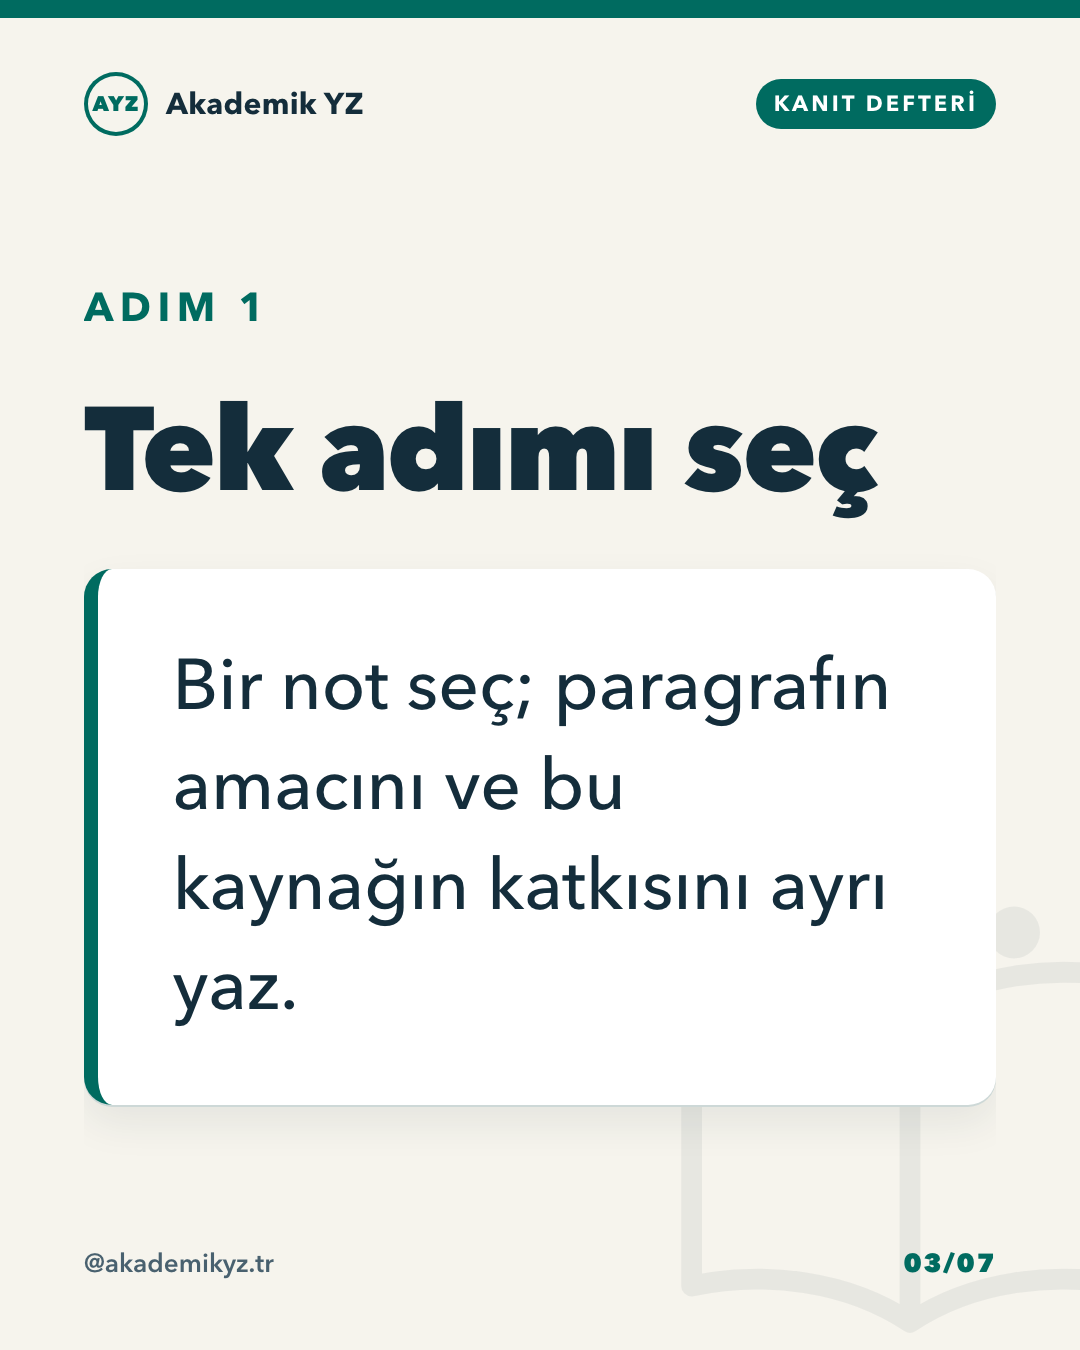 AYZ
Akademik YZ
KANIT DEFTERİ
ADIM 1
Tek adımı seç
Bir not seç; paragrafın
amacını ve bu
kaynağın katkısını ayrı
yaz.
@akademikyz.tr
03/07